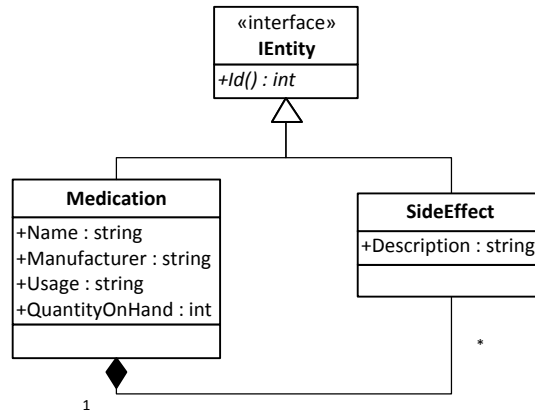 «interface»
IEntity
+Id() : int
Medication
+Name : string
+Manufacturer : string
+Usage : string
+QuantityOnHand : int
SideEffect
+Description : string
*
1